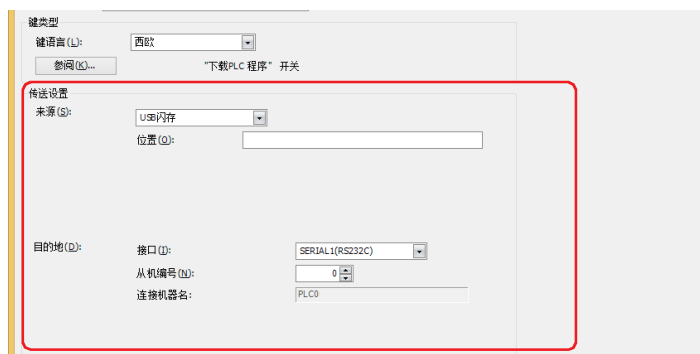 键类型
键语言(L): 西欧
参阅(K)... "下载PLC 程序" 开关
传送设置
来源(S): USB闪存
位置(O):
目的地(D): 接口(I): SERIAL1(RS232C)
从机编号(N): 0
连接机器名: PLC0